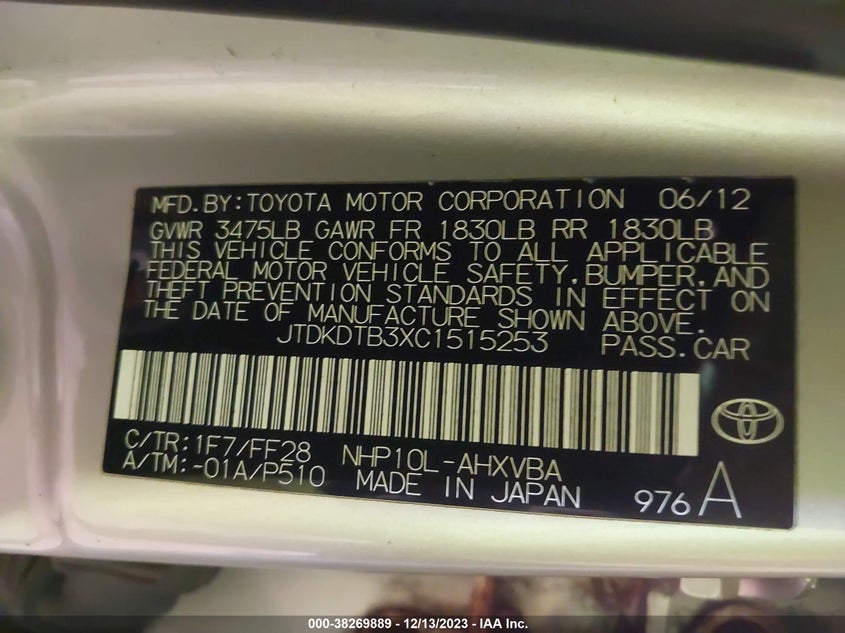 MFD.BY:TOYOTA MOTOR CORPORATION 06/12
GVWR 3475LB GAWR FR 1830LB RR 1830LB
THIS VEHICLE CONFORMS TO ALL APPLICABLE
FEDERAL MOTOR VEHICLE SAFETY,BUMPER,AND
THEFT PREVENTION STANDARDS IN EFFECT ON
THE DATE OF MANUFACTURE SHOWN ABOVE.
JTDKDTB3XC1515253 PASS.CAR
C/TR:1F7/FF28 NHP10L-AHXVBA
A/TM:-01A/P510 MADE IN JAPAN 976 A
000-38269889 - 12/13/2023 - IAA Inc.